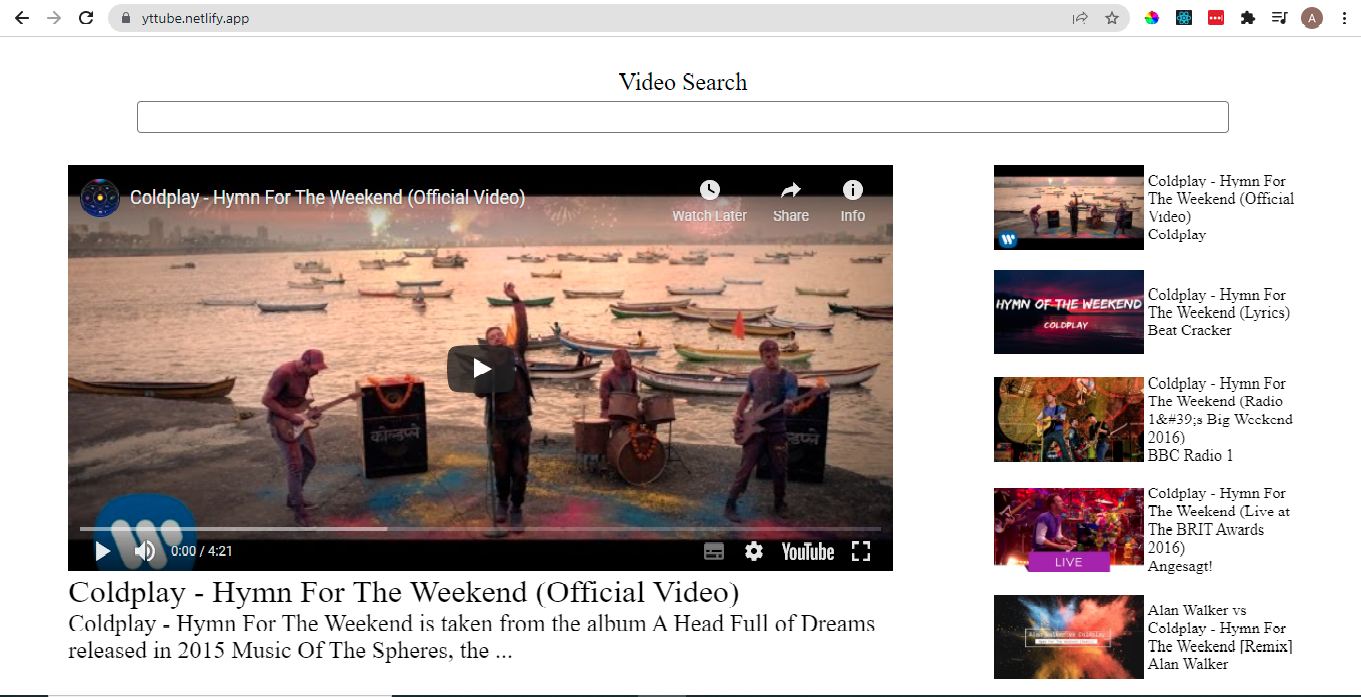 yttube.netlify.app
A
Video Search
Coldplay - Hymn For The Weekend (Official Video)
Watch Later
Share
Info
कोल्डप्ले
0:00 / 4:21
YouTube
Coldplay - Hymn For The Weekend (Official Video)
Coldplay - Hymn For The Weekend is taken from the album A Head Full of Dreams
released in 2015 Music Of The Spheres, the ...
Coldplay - Hymn For
The Weekend (Official
Video)
Coldplay
HYMN OF THE WEEKEND
COLDPLAY
Coldplay - Hymn For
The Weekend (Lyrics)
Beat Cracker
Coldplay - Hymn For
The Weekend (Radio
1&#39;s Big Weekend
2016)
BBC Radio 1
LIVE
Coldplay - Hymn For
The Weekend (Live at
The BRIT Awards
2016)
Angesagt!
Alan Walker vs Coldplay
Alan Walker vs
Coldplay - Hymn For
The Weekend [Remix]
Alan Walker